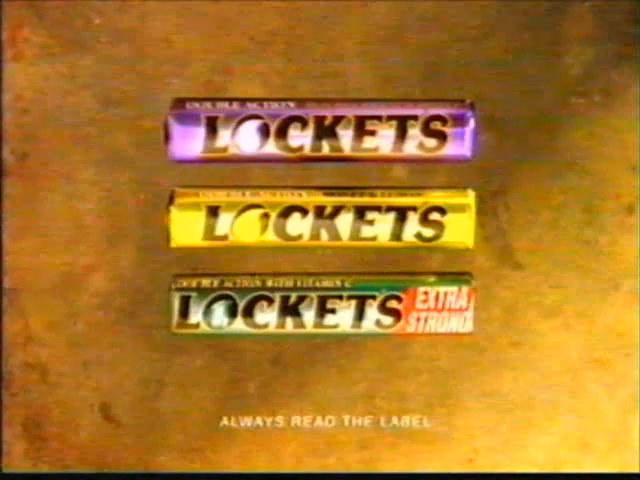 DOUBLE ACTION
LOCKETS
LOCKETS
DOUBLE ACTION WITH VITAMIN C
LOCKETS
EXTRA
STRONG
ALWAYS READ THE LABEL